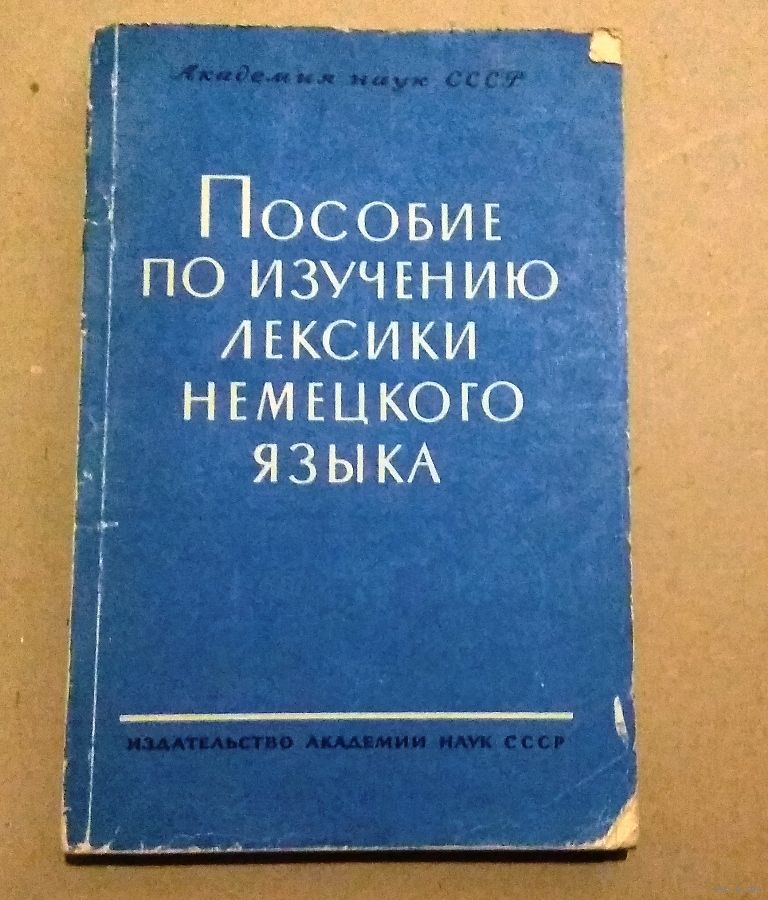 Академия наук СССР
Пособие
по изучению
лексики
немецкого
языка
ИЗДАТЕЛЬСТВО АКАДЕМИИ НАУК СССР